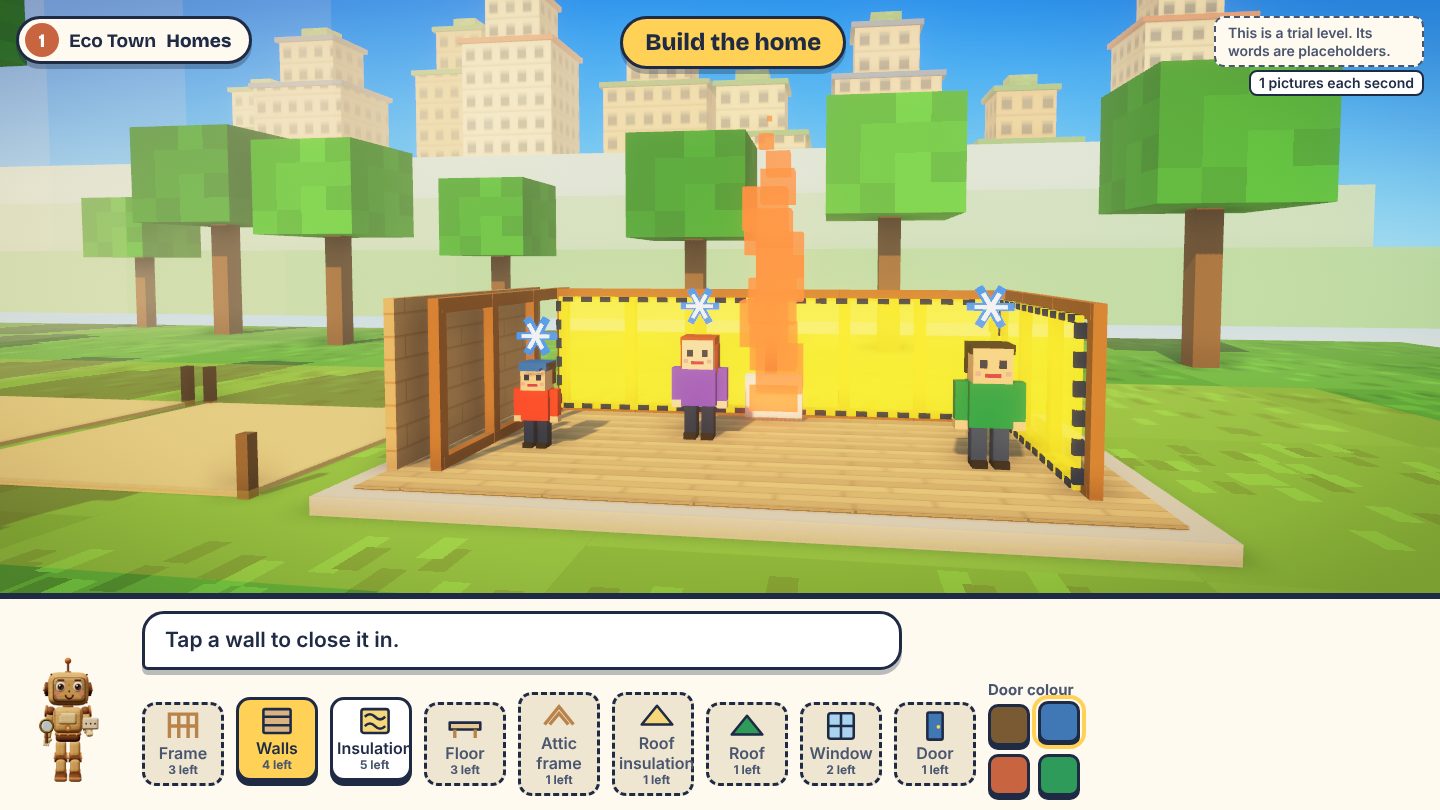 1 Eco Town Homes
Build the home
This is a trial level. Its
words are placeholders.
1 pictures each second
Tap a wall to close it in.
Door colour
Frame
3 left
Walls
4 left
Insulation
5 left
Floor
3 left
Attic
frame
1 left
Roof
insulation
1 left
Roof
1 left
Window
2 left
Door
1 left